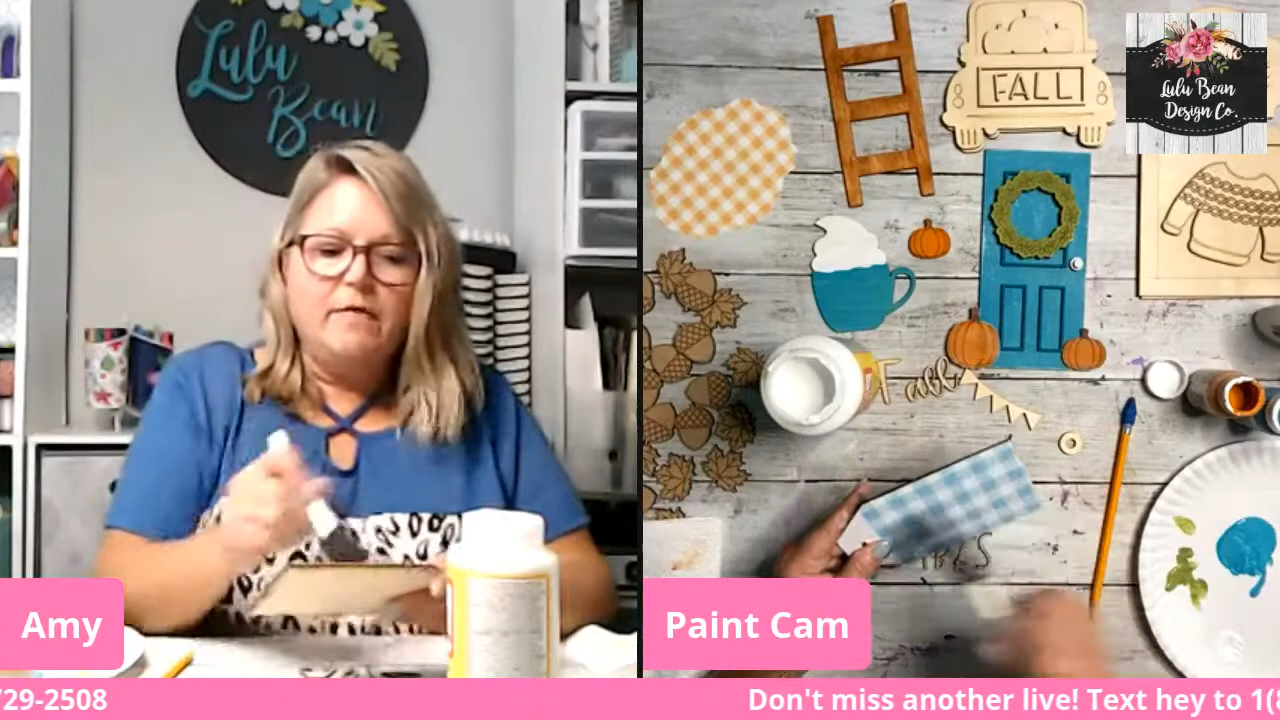 Lulu
Bean
FALL
Lulu Bean
Design Co.
Fall
Amy
Paint Cam
/29-2508
Don't miss another live! Text hey to 1(8